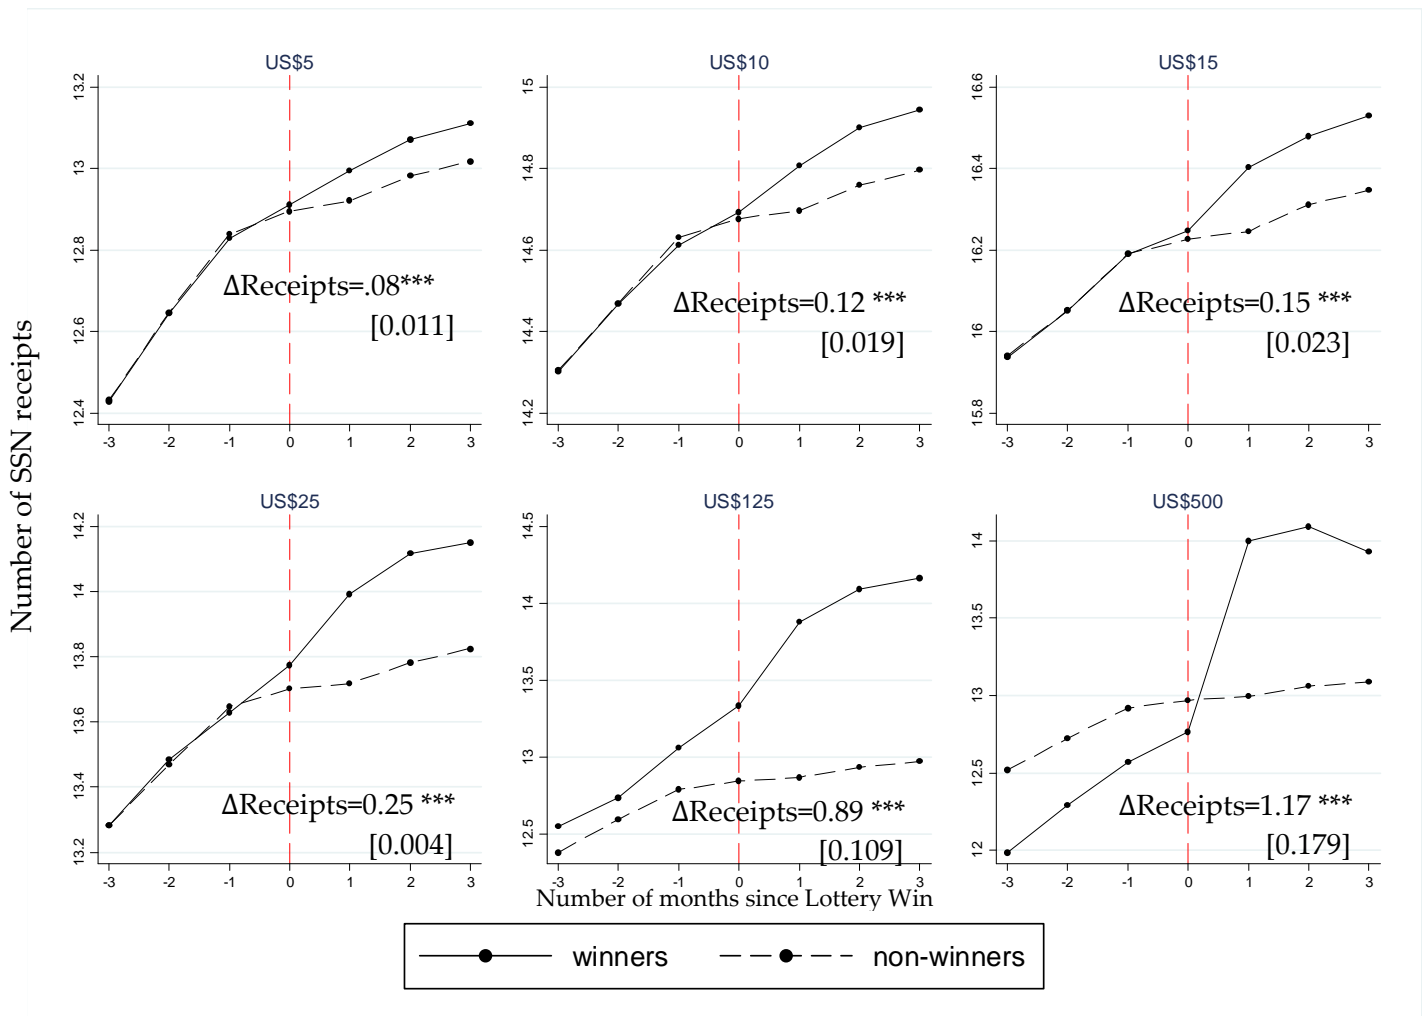 Number of SSN receipts
US$5
13.2
13
12.8
12.6
12.4
ΔReceipts=.08***
[0.011]
-3 -2 -1 0 1 2 3
US$10
15
14.8
14.6
14.4
14.2
ΔReceipts=0.12 ***
[0.019]
-3 -2 -1 0 1 2 3
US$15
16.6
16.4
16.2
16
15.8
ΔReceipts=0.15 ***
[0.023]
-3 -2 -1 0 1 2 3
US$25
14.2
14
13.8
13.6
13.4
13.2
ΔReceipts=0.25 ***
[0.004]
-3 -2 -1 0 1 2 3
US$125
14.5
14
13.5
13
12.5
ΔReceipts=0.89 ***
[0.109]
-3 -2 -1 0 1 2 3
US$500
14
13.5
13
12.5
12
ΔReceipts=1.17 ***
[0.179]
-3 -2 -1 0 1 2 3
Number of months since Lottery Win
winners non-winners